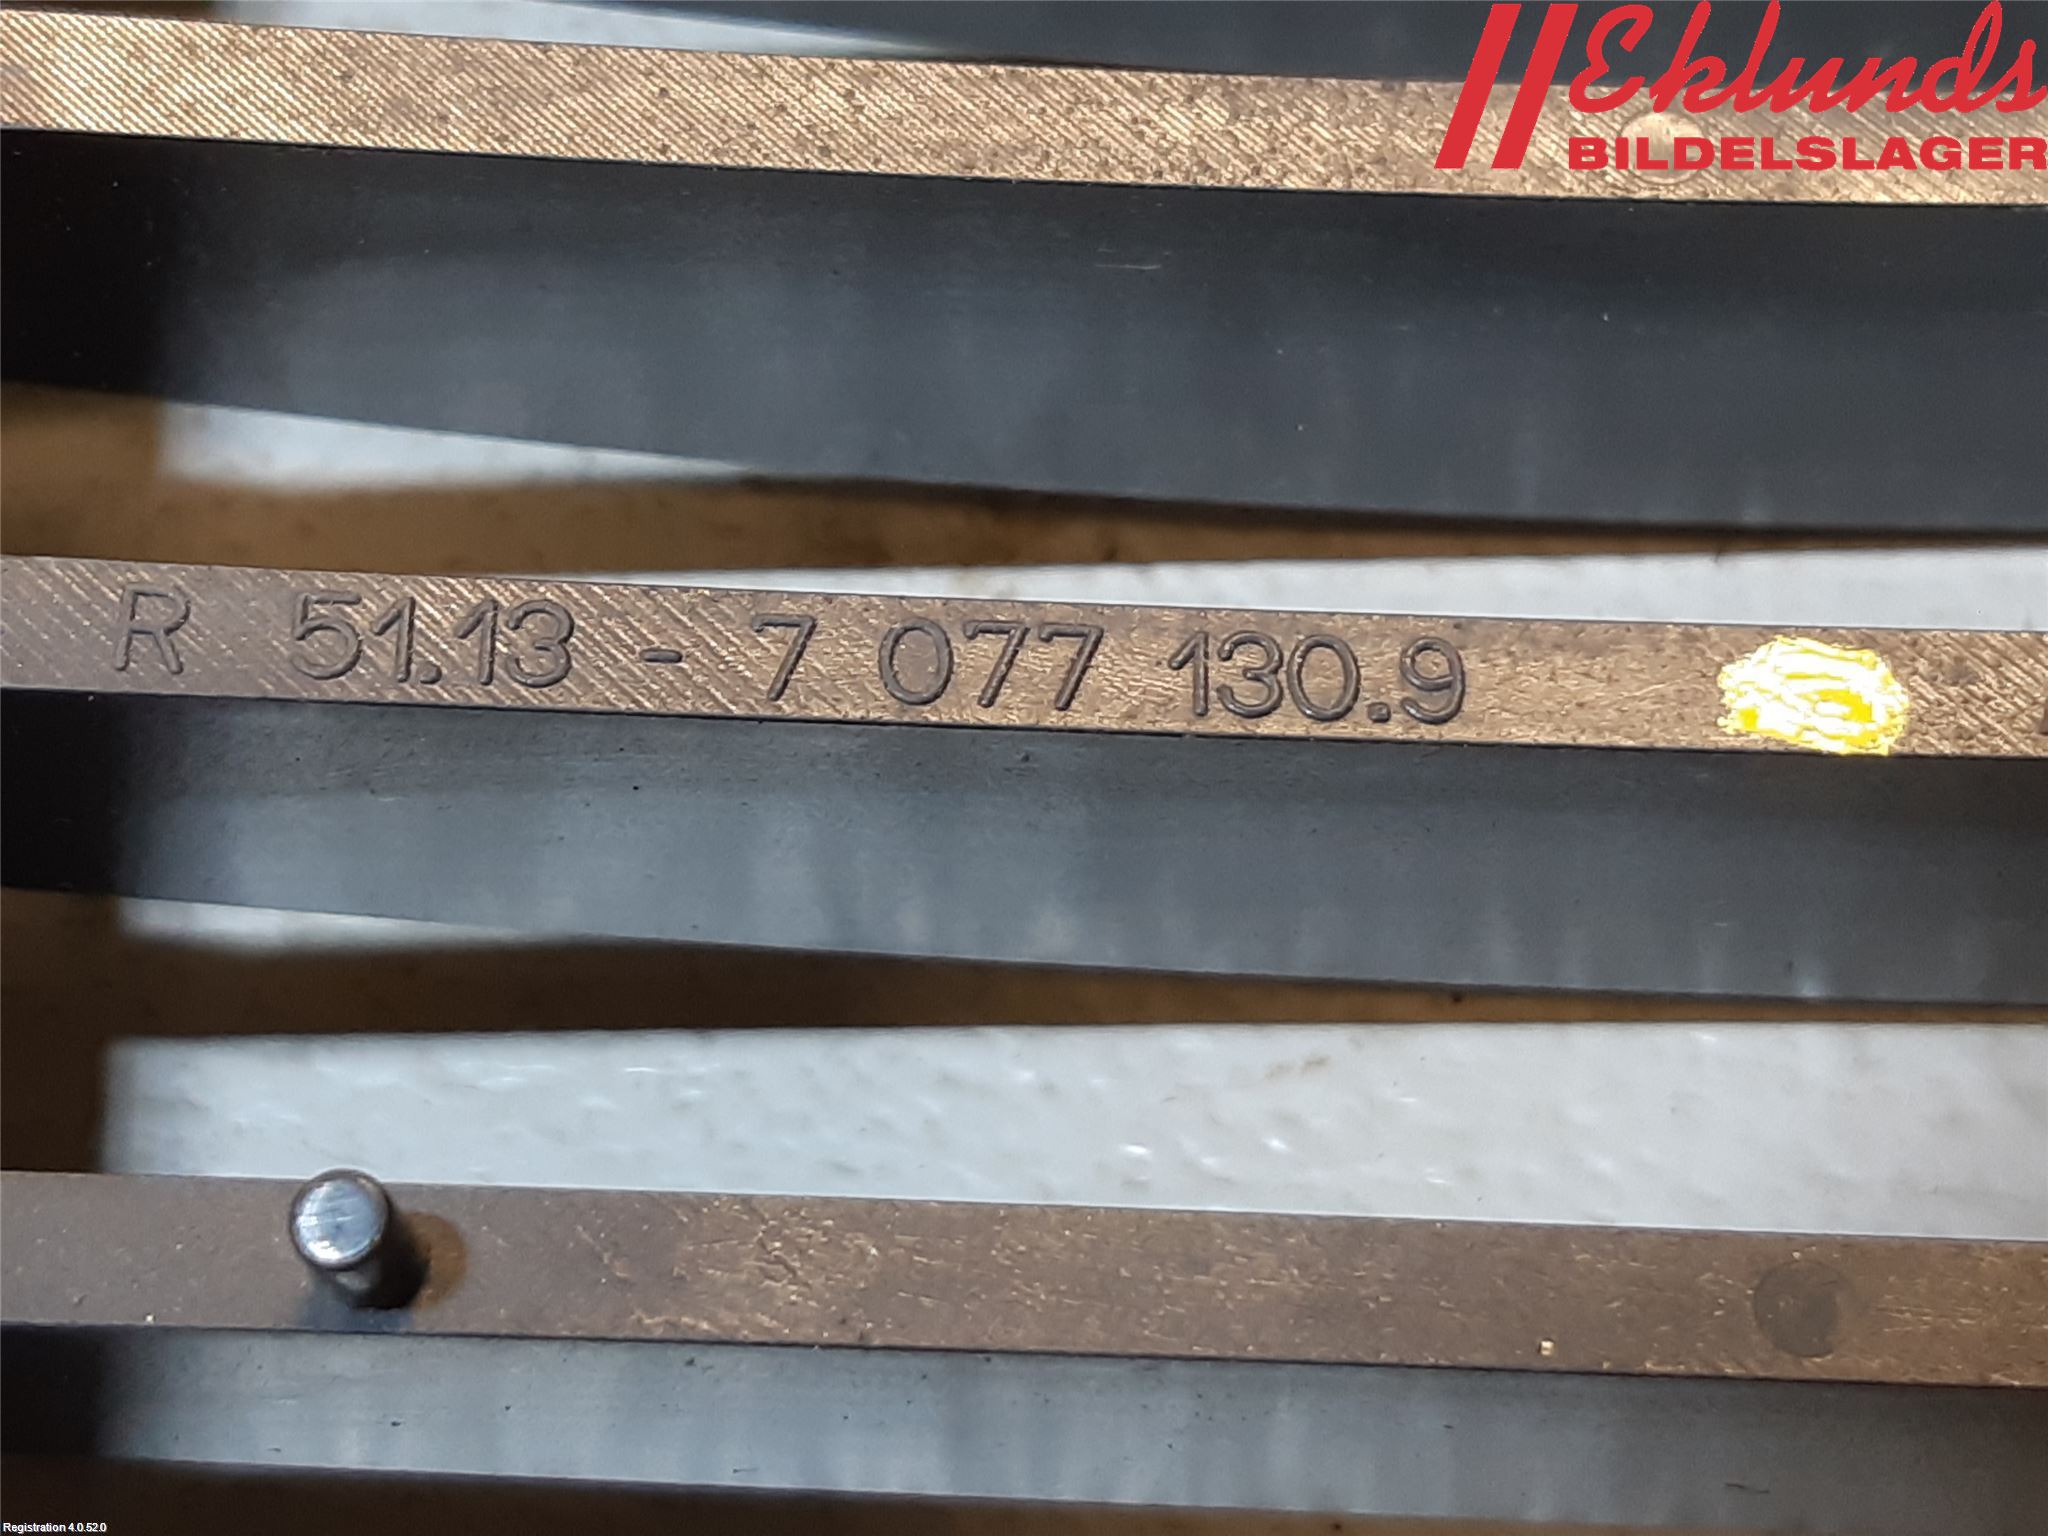 Eklunds
BILDELSLAGER
R 51.13 - 7 077 130.9
Registration 4.0.52.0